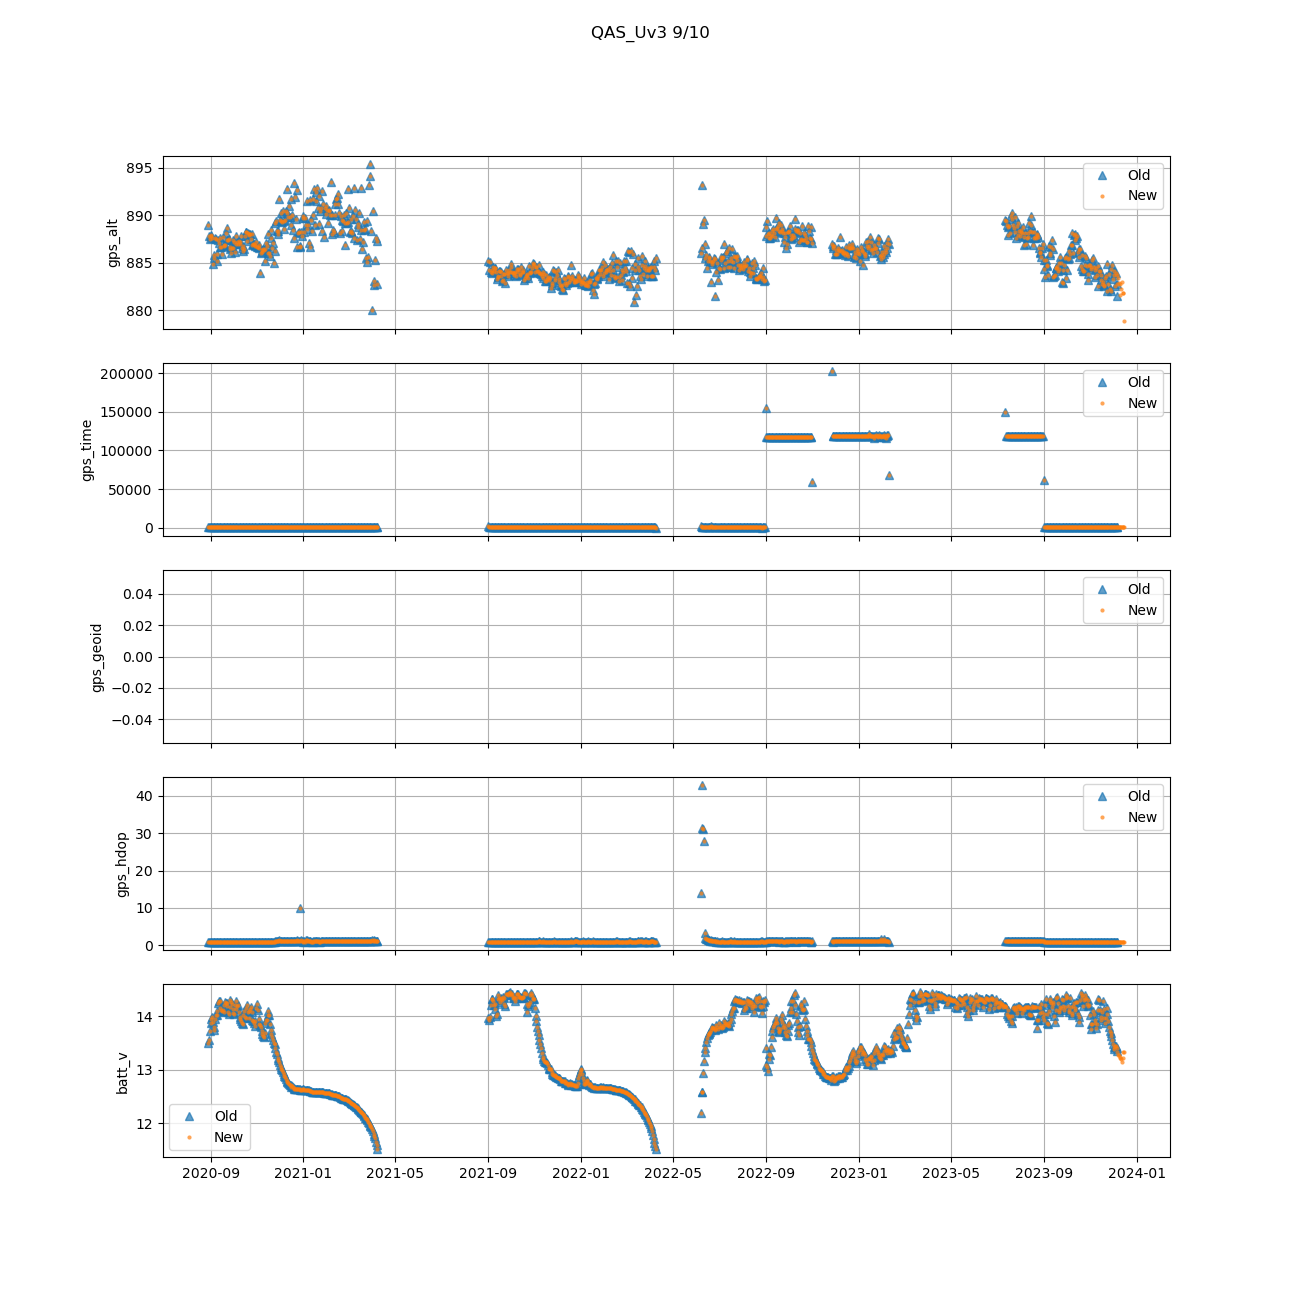 QAS_Uv3 9/10
895
890
885
880
gps_alt
Old
New
200000
150000
100000
50000
0
gps_time
Old
New
0.04
0.02
0.00
−0.02
−0.04
gps_geoid
Old
New
40
30
20
10
0
gps_hdop
Old
New
14
13
12
batt_v
Old
New
2020-09 2021-01 2021-05 2021-09 2022-01 2022-05 2022-09 2023-01 2023-05 2023-09 2024-01